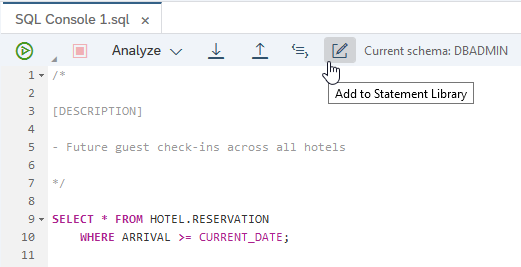 SQL Console 1.sql ×
Analyze Current schema: DBADMIN
Add to Statement Library
1 /*
2
3 [DESCRIPTION]
4
5 - Future guest check-ins across all hotels
6
7 */
8
9 SELECT * FROM HOTEL.RESERVATION
10 WHERE ARRIVAL >= CURRENT_DATE;
11